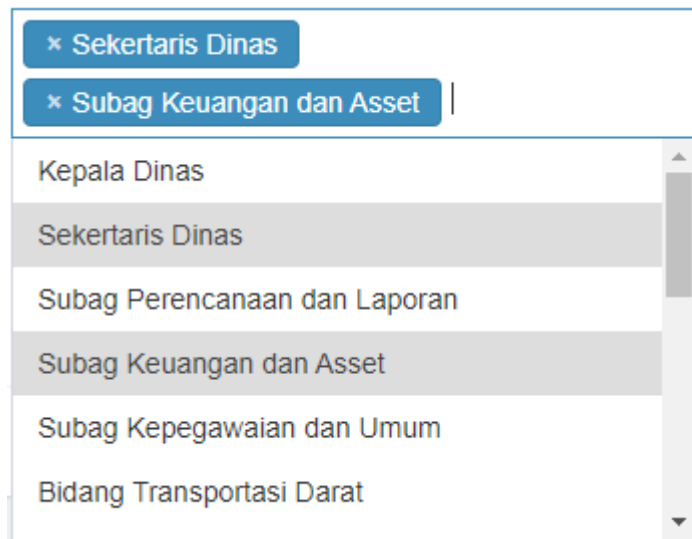 × Sekertaris Dinas
× Subag Keuangan dan Asset
Kepala Dinas
Sekertaris Dinas
Subag Perencanaan dan Laporan
Subag Keuangan dan Asset
Subag Kepegawaian dan Umum
Bidang Transportasi Darat